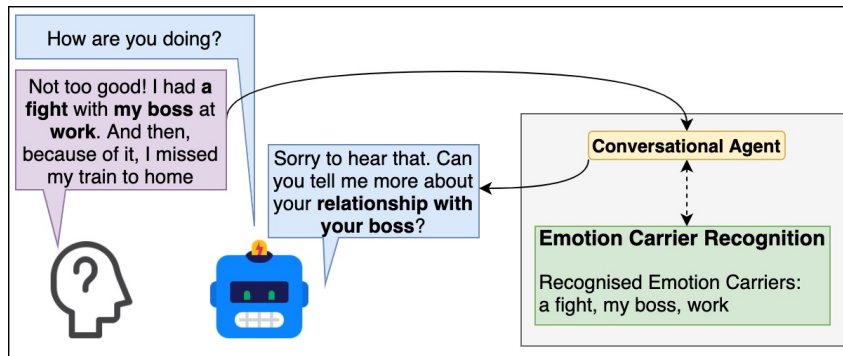 How are you doing?
Not too good! I had a
fight with my boss at
work. And then,
because of it, I missed
my train to home
?
Sorry to hear that. Can
you tell me more about
your relationship with
your boss?
Conversational Agent
Emotion Carrier Recognition
Recognised Emotion Carriers:
a fight, my boss, work